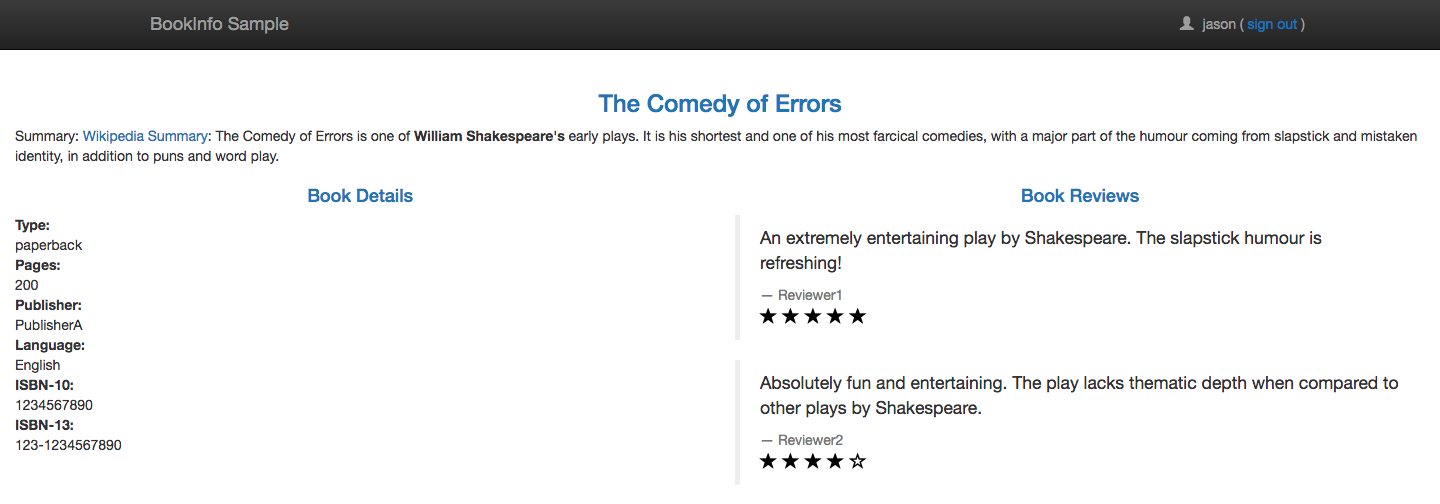 BookInfo Sample
jason ( sign out )
The Comedy of Errors
Summary: Wikipedia Summary: The Comedy of Errors is one of William Shakespeare's early plays. It is his shortest and one of his most farcical comedies, with a major part of the humour coming from slapstick and mistaken
identity, in addition to puns and word play.
Book Details
Type:
paperback
Pages:
200
Publisher:
PublisherA
Language:
English
ISBN-10:
1234567890
ISBN-13:
123-1234567890
Book Reviews
An extremely entertaining play by Shakespeare. The slapstick humour is
refreshing!
— Reviewer1
★ ★ ★ ★ ★
Absolutely fun and entertaining. The play lacks thematic depth when compared to
other plays by Shakespeare.
— Reviewer2
★ ★ ★ ★ ☆